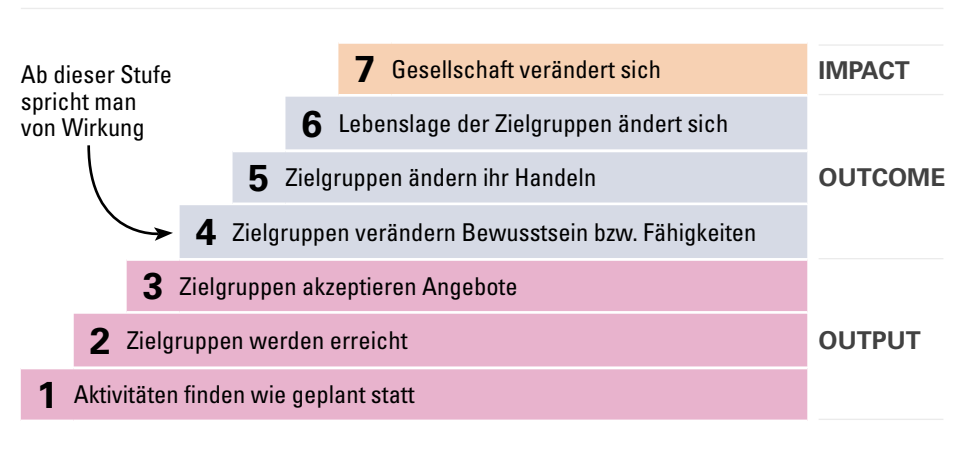 Ab dieser Stufe
spricht man
von Wirkung
7 Gesellschaft verändert sich
IMPACT
6 Lebenslage der Zielgruppen ändert sich
5 Zielgruppen ändern ihr Handeln
OUTCOME
4 Zielgruppen verändern Bewusstsein bzw. Fähigkeiten
3 Zielgruppen akzeptieren Angebote
2 Zielgruppen werden erreicht
OUTPUT
1 Aktivitäten finden wie geplant statt